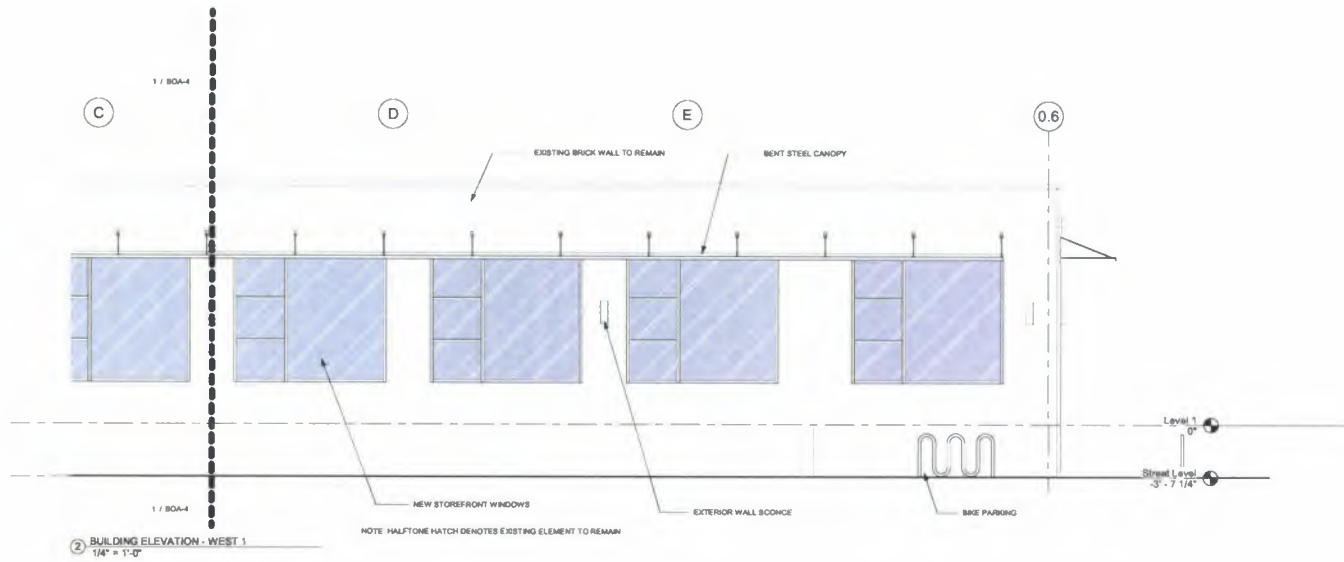 1 / BOA-4
C
D
E
0.6
EXISTING BRICK WALL TO REMAIN
BENT STEEL CANOPY
Level 1
0"
Street Level
-3' - 7 1/4"
1 / BOA-4
NEW STOREFRONT WINDOWS
EXTERIOR WALL SCONCE
BIKE PARKING
NOTE HALFTONE HATCH DENOTES EXISTING ELEMENT TO REMAIN
2 BUILDING ELEVATION - WEST 1
1/4" = 1'-0"